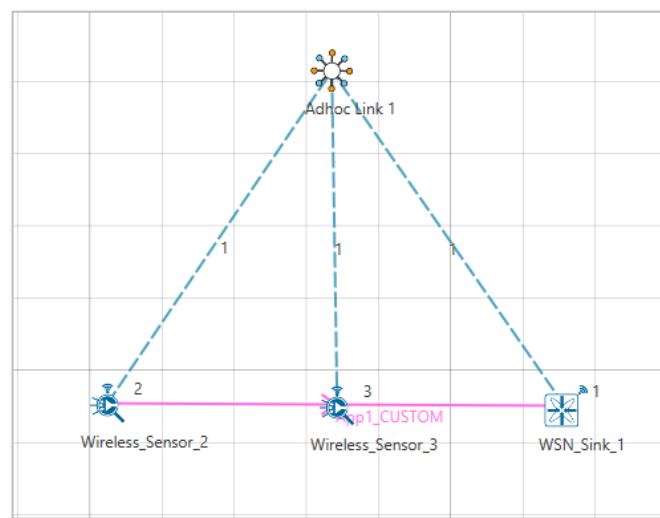 Adhoc Link 1
1
1
1
2
3
1
App1_CUSTOM
Wireless_Sensor_2
Wireless_Sensor_3
WSN_Sink_1